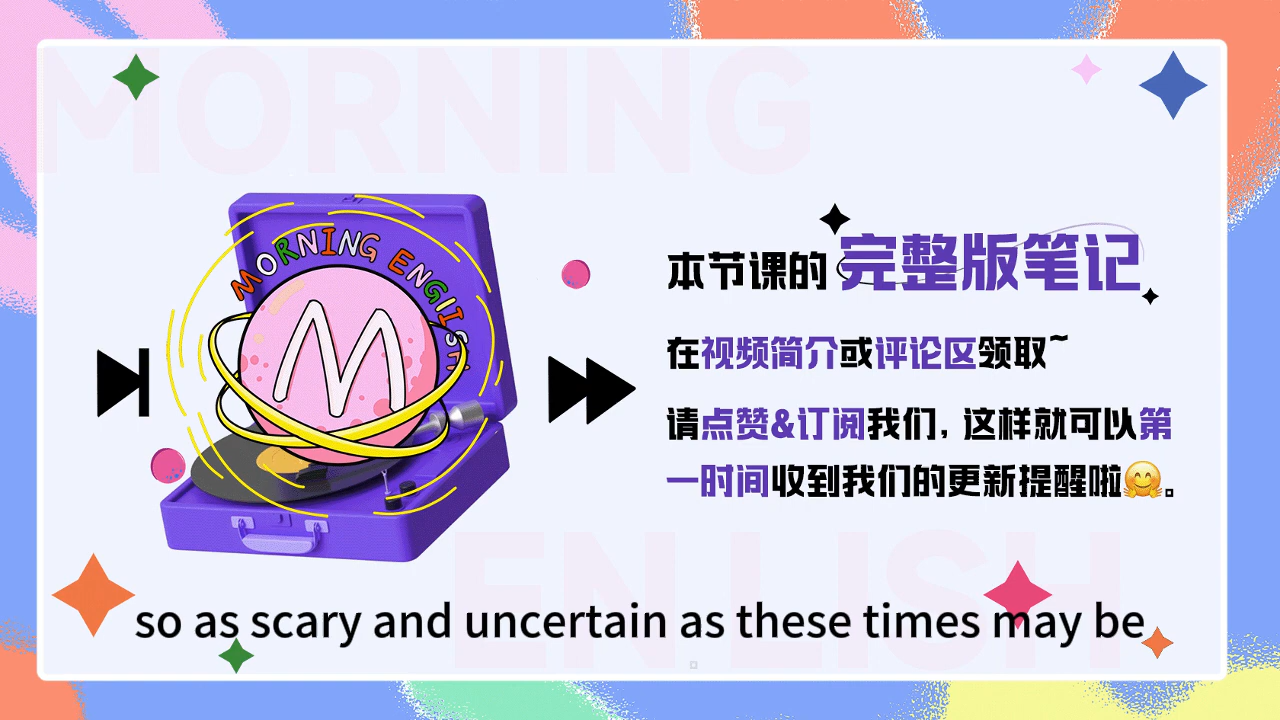 MORNING
MORNING ENGLISH
M
本节课的 完整版笔记
在视频简介或评论区领取~
请点赞&订阅我们，这样就可以第
一时间收到我们的更新提醒啦🤗。
EN LISH
so as scary and uncertain as these times may be